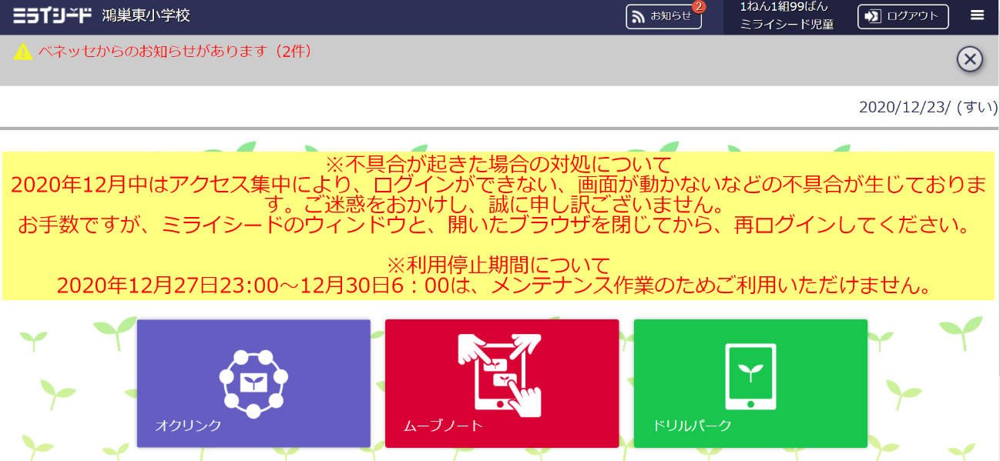 ミライシード 鴻巣東小学校
お知らせ 2
1ねん1組99ばん
ミライシード児童
ログアウト
ベネッセからのお知らせがあります（2件）
2020/12/23/ (すい)
※不具合が起きた場合の対処について
2020年12月中はアクセス集中により、ログインができない、画面が動かないなどの不具合が生じておりま
す。ご迷惑をおかけし、誠に申し訳ございません。
お手数ですが、ミライシードのウィンドウと、開いたブラウザを閉じてから、再ログインしてください。
※利用停止期間について
2020年12月27日23:00～12月30日6：00は、メンテナンス作業のためご利用いただけません。
オクリンク
ムーブノート
ドリルパーク